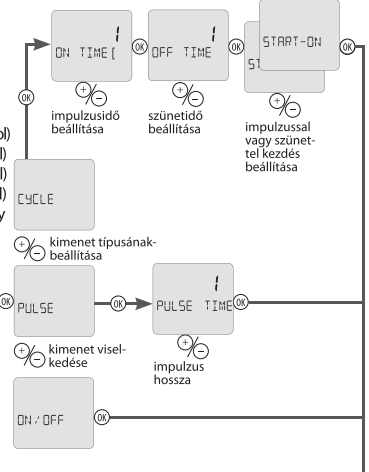 1
ON TIME [
OK
1
OFF TIME
OK
START-ON
ST
OK
OK
+/−
impulzusidő
beállítása
+/−
szünetidő
beállítása
+/−
impulzussal
vagy szünet-
tel kezdés
beállítása
ol)
l)
l)
l)
y
CYCLE
+/−
kimenet típusának-
beállítása
OK
PULSE
OK
1
PULSE TIME
OK
+/−
kimenet visel-
kedése
+/−
impulzus
hossza
ON/OFF
OK